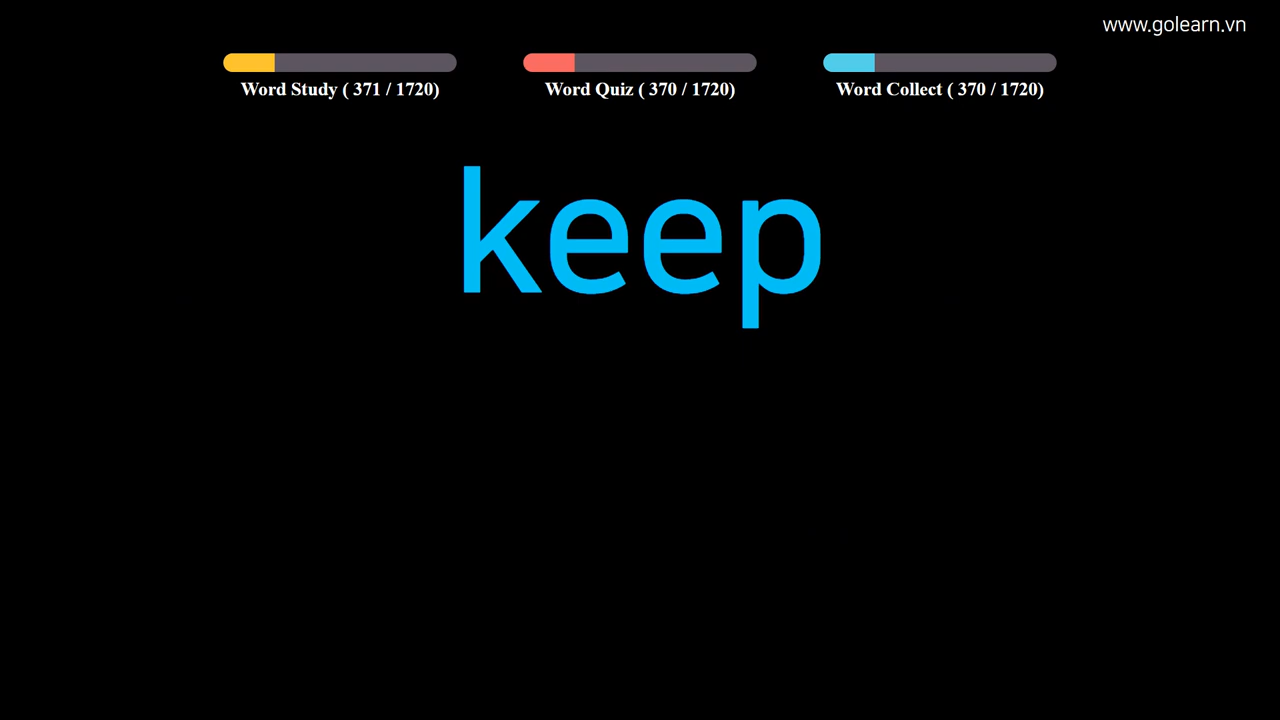 www.golearn.vn
Word Study ( 371 / 1720)
Word Quiz ( 370 / 1720)
Word Collect ( 370 / 1720)
keep